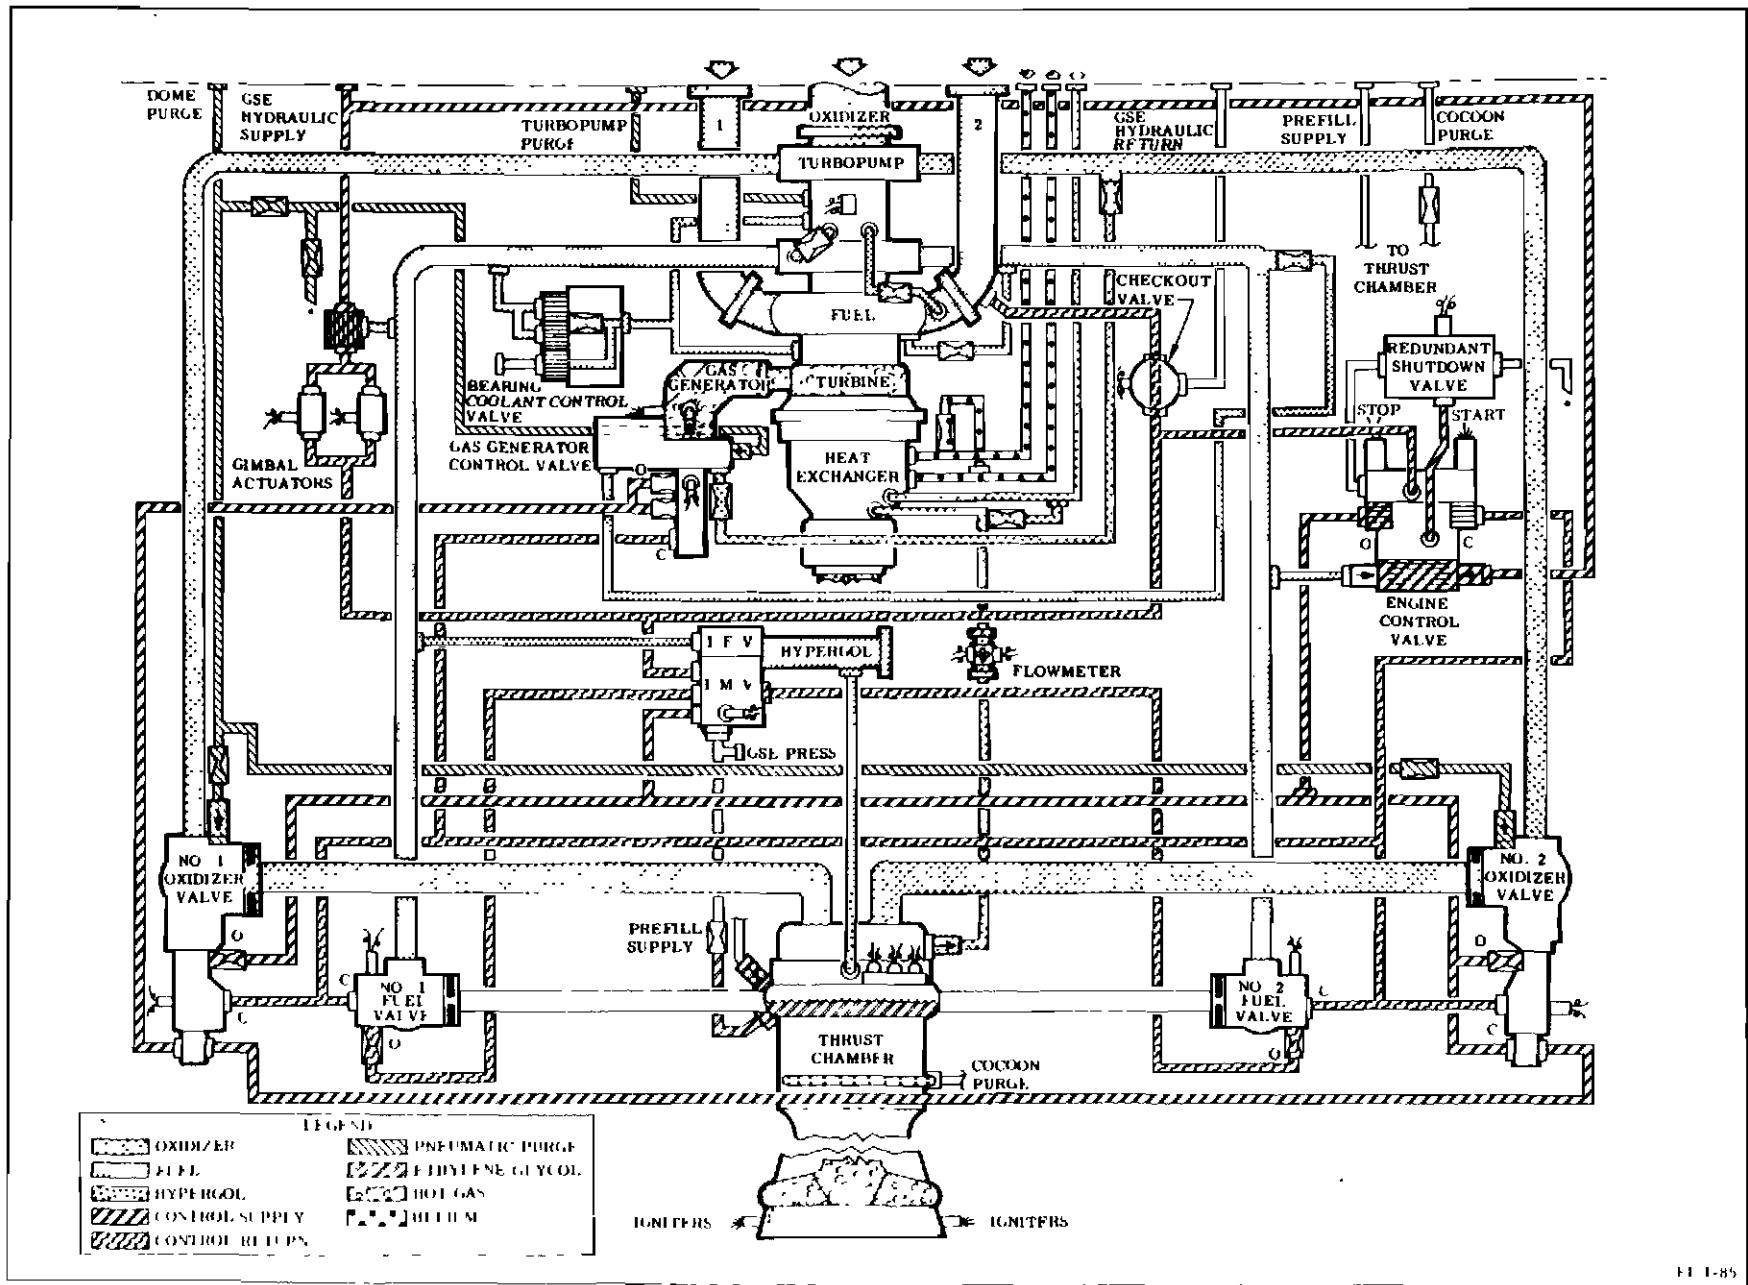 DOME
PURGE
GSE
HYDRAULIC
SUPPLY
TURBOPUMP
PURGE
1
OXIDIZER
2
GSE
HYDRAULIC
RETURN
PREFILL
SUPPLY
COCOON
PURGE
TURBOPUMP
TO
THRUST
CHAMBER
CHECKOUT
VALVE
FUEL
REDUNDANT
SHUTDOWN
VALVE
GAS
GENERATOR
TURBINE
BEARING
COOLANT CONTROL
VALVE
STOP
START
GAS GENERATOR
CONTROL VALVE
GIMBAL
ACTUATORS
HEAT
EXCHANGER
O
C
O
C
ENGINE
CONTROL
VALVE
I F V
HYPERGOL
I M V
FLOWMETER
GSE PRESS
NO 1
OXIDIZER
VALVE
NO. 2
OXIDIZER
VALVE
O
PREFILL
SUPPLY
O
C
NO 1
FUEL
VALVE
NO 2
FUEL
VALVE
C
C
C
O
O
THRUST
CHAMBER
COCOON
PURGE
LEGEND
OXIDIZER
PNEUMATIC PURGE
FUEL
ETHYLENE GLYCOL
HYPERGOL
HOT GAS
CONTROL SUPPLY
HELIUM
CONTROL RETURN
IGNITERS
IGNITERS